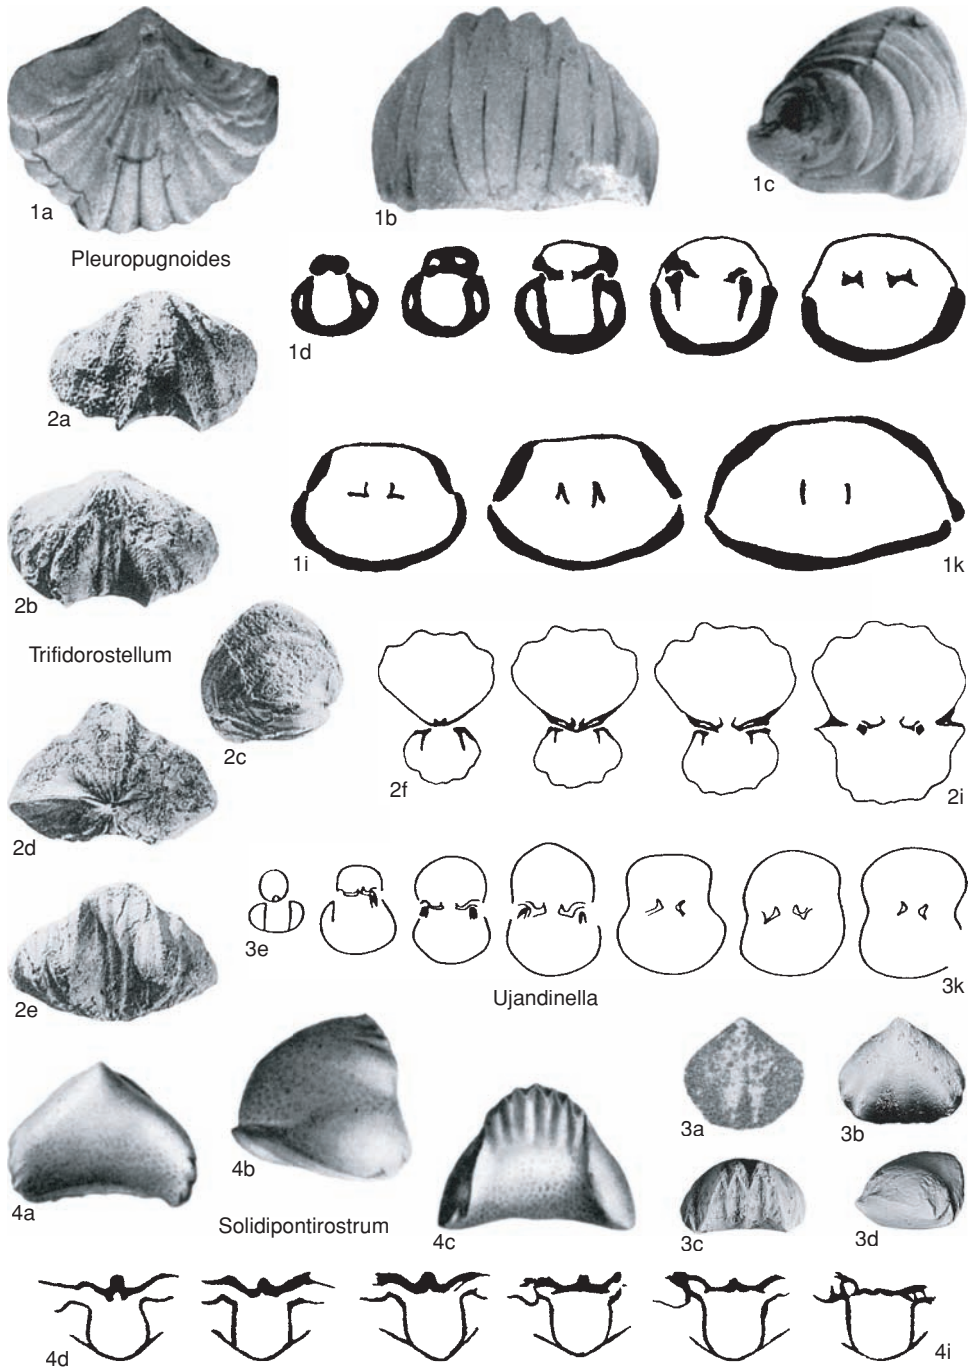 1a
1b
1c
Pleuropugnoides
1d
2a
1i
1k
2b
Trifidorostellum
2c
2f
2i
2d
3e
3k
Ujandinella
2e
3a
3b
4a
4b
Solidipontirostrum
4c
3c
3d
4d
4i